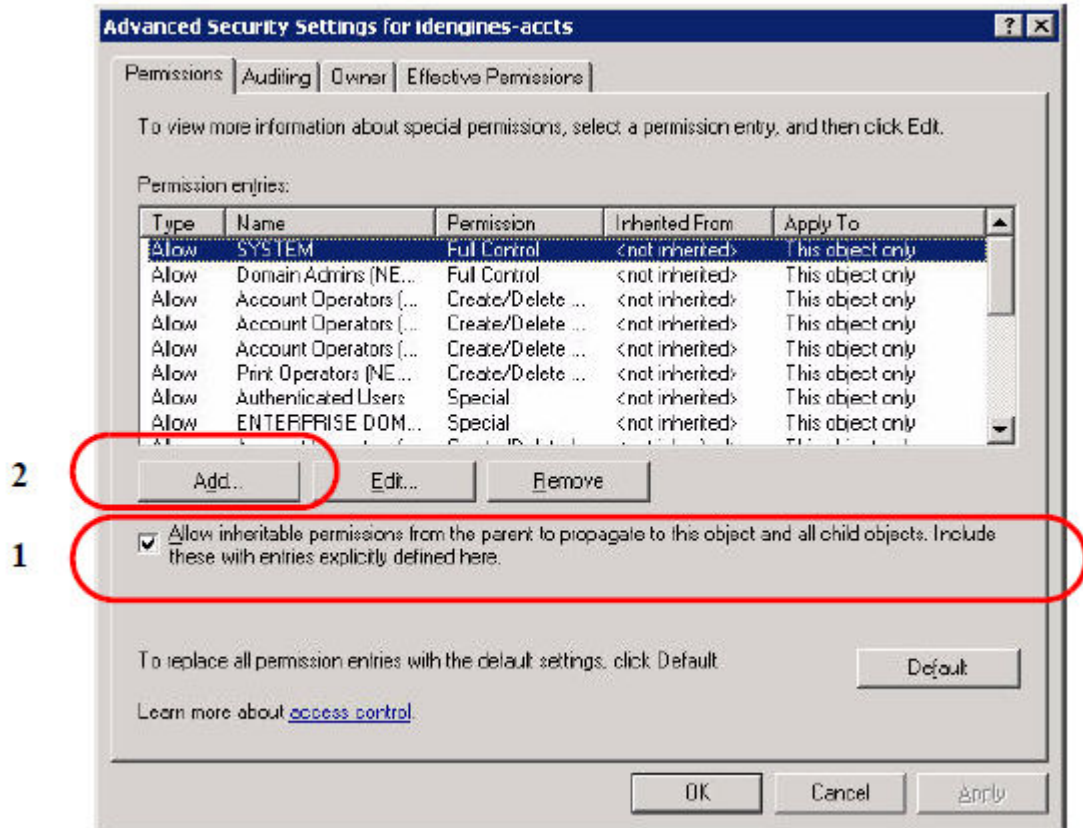 Advanced Security Settings for idengines-accts
Permissions Auditing Owner Effective Permissions
To view more information about special permissions, select a permission entry, and then click Edit.
Permission entries:
Type Name Permission Inherited From Apply To
Allow SYSTEM Full Control <not inherited> This object only
Allow Domain Admins (NE... Full Control <not inherited> This object only
Allow Account Operators (... Create/Delete ... <not inherited> This object only
Allow Account Operators (... Create/Delete ... <not inherited> This object only
Allow Account Operators (... Create/Delete ... <not inherited> This object only
Allow Print Operators (NE... Create/Delete ... <not inherited> This object only
Allow Authenticated Users Special <not inherited> This object only
Allow ENTERPRISE DOM... Special <not inherited> This object only
2 Add... Edit... Remove
1 Allow inheritable permissions from the parent to propagate to this object and all child objects. Include
these with entries explicitly defined here.
To replace all permission entries with the default settings, click Default
Default
Learn more about access control.
OK Cancel Apply